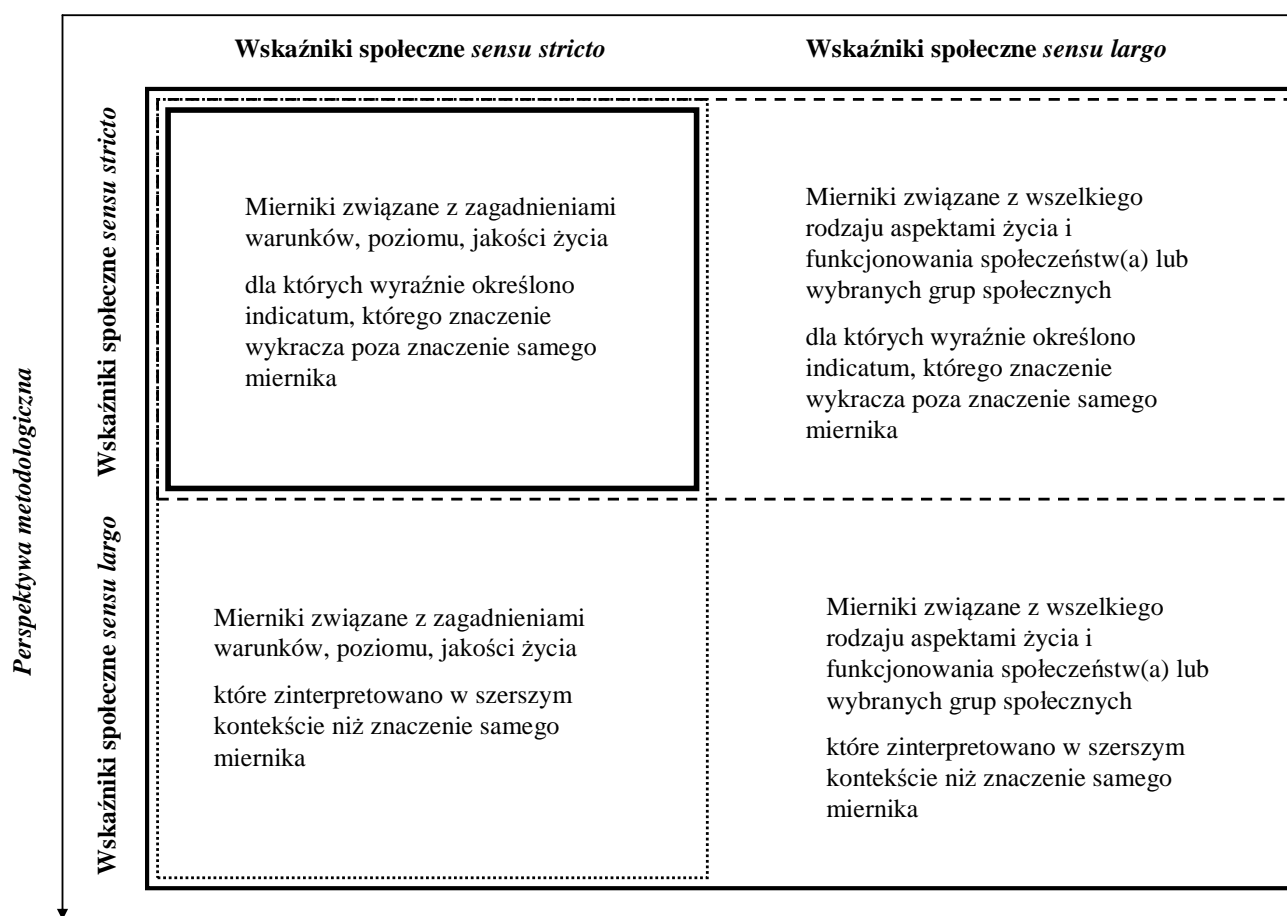 Wskaźniki społeczne sensu stricto
Wskaźniki społeczne sensu largo
Perspektywa metodologiczna
Wskaźniki społeczne sensu stricto
Mierniki związane z zagadnieniami
warunków, poziomu, jakości życia
dla których wyraźnie określono
indicatum, którego znaczenie
wykracza poza znaczenie samego
miernika
Mierniki związane z wszelkiego
rodzaju aspektami życia i
funkcjonowania społeczeństw(a) lub
wybranych grup społecznych
dla których wyraźnie określono
indicatum, którego znaczenie
wykracza poza znaczenie samego
miernika
Wskaźniki społeczne sensu largo
Mierniki związane z zagadnieniami
warunków, poziomu, jakości życia
które zinterpretowano w szerszym
kontekście niż znaczenie samego
miernika
Mierniki związane z wszelkiego
rodzaju aspektami życia i
funkcjonowania społeczeństw(a) lub
wybranych grup społecznych
które zinterpretowano w szerszym
kontekście niż znaczenie samego
miernika